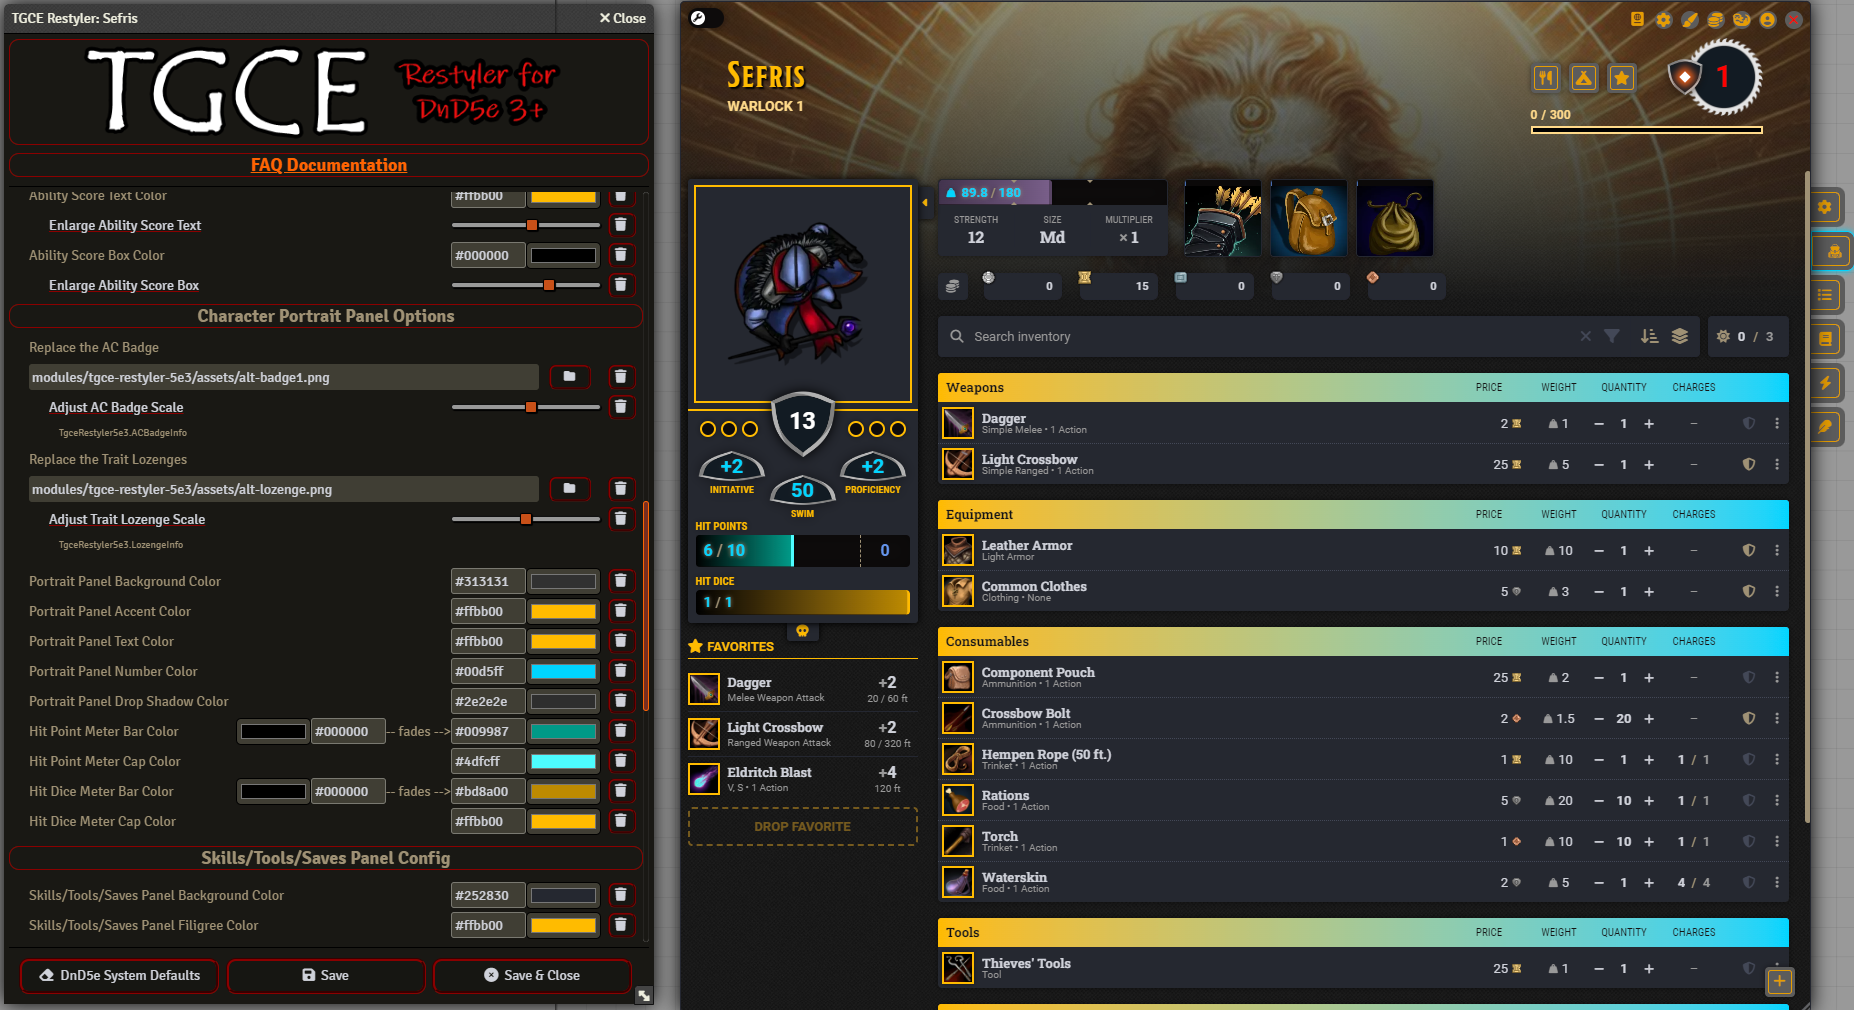 TGCE Restyler: Sefris
✕ Close
TGCE Restyler for DnD5e 3+
FAQ Documentation
Ability Score Text Color #ffbb00
Enlarge Ability Score Text
Ability Score Box Color #000000
Enlarge Ability Score Box
Character Portrait Panel Options
Replace the AC Badge
modules/tgce-restyler-5e3/assets/alt-badge1.png
Adjust AC Badge Scale
TgceRestyler5e3.ACBadgeInfo
Replace the Trait Lozenges
modules/tgce-restyler-5e3/assets/alt-lozenge.png
Adjust Trait Lozenge Scale
TgceRestyler5e3.LozengeInfo
Portrait Panel Background Color #313131
Portrait Panel Accent Color #ffbb00
Portrait Panel Text Color #ffbb00
Portrait Panel Number Color #00d5ff
Portrait Panel Drop Shadow Color #2e2e2e
Hit Point Meter Bar Color #000000 -- fades --> #009987
Hit Point Meter Cap Color #4dfcff
Hit Dice Meter Bar Color #000000 -- fades --> #bd8a00
Hit Dice Meter Cap Color #ffbb00
Skills/Tools/Saves Panel Config
Skills/Tools/Saves Panel Background Color #252830
Skills/Tools/Saves Panel Filigree Color #ffbb00
DnD5e System Defaults
Save
Save & Close
Sefris
WARLOCK 1
1
0 / 300
13
+2
INITIATIVE
50
SWIM
+2
PROFICIENCY
HIT POINTS
6 / 10 0
HIT DICE
1 / 1
FAVORITES
Dagger +2
Melee Weapon Attack 20 / 60 ft
Light Crossbow +2
Ranged Weapon Attack 80 / 320 ft
Eldritch Blast +4
V, S • 1 Action 120 ft
DROP FAVORITE
89.8 / 180
STRENGTH SIZE MULTIPLIER
12 Md × 1
0 15 0 0 0
Search inventory
0 / 3
Weapons PRICE WEIGHT QUANTITY CHARGES
Dagger 2 1 − 1 + –
Simple Melee • 1 Action
Light Crossbow 25 5 − 1 + –
Simple Ranged • 1 Action
Equipment PRICE WEIGHT QUANTITY CHARGES
Leather Armor 10 10 − 1 + –
Light Armor
Common Clothes 5 3 − 1 + –
Clothing • None
Consumables PRICE WEIGHT QUANTITY CHARGES
Component Pouch 25 2 − 1 + –
Ammunition • 1 Action
Crossbow Bolt 2 1.5 − 20 + –
Ammunition • 1 Action
Hempen Rope (50 ft.) 1 10 − 1 + 1 / 1
Trinket • 1 Action
Rations 5 20 − 10 + 1 / 1
Food • 1 Action
Torch 1 10 − 10 + 1 / 1
Trinket • 1 Action
Waterskin 2 5 − 1 + 4 / 4
Food • 1 Action
Tools PRICE WEIGHT QUANTITY CHARGES
Thieves' Tools 25 1 − 1 + –
Tool